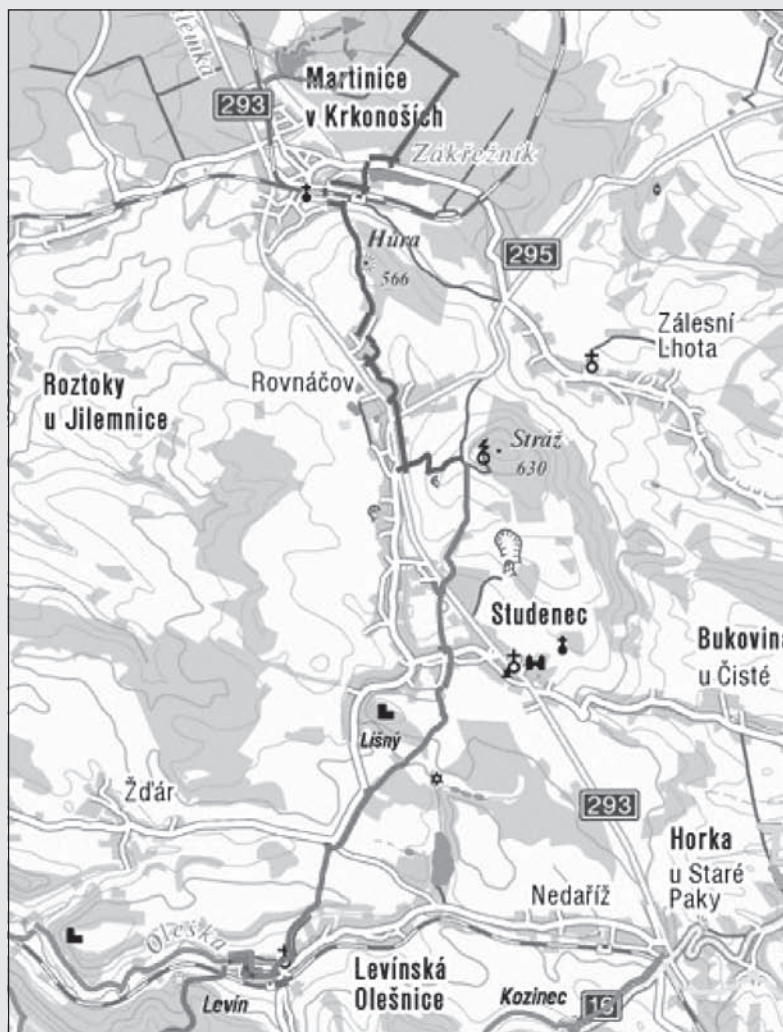 Martinice
v Krkonoších
293
Zákřežník
Hůra
566
295
Zálesní
Lhota
Rovnáčov
Roztoky
u Jilemnice
Stráž
630
Studenec
Bukovina
u Čisté
Lišný
Žďár
293
Horka
u Staré
Paky
Nedaříž
Oleška
Levínská
Olešnice
Levín
Kozinec
16